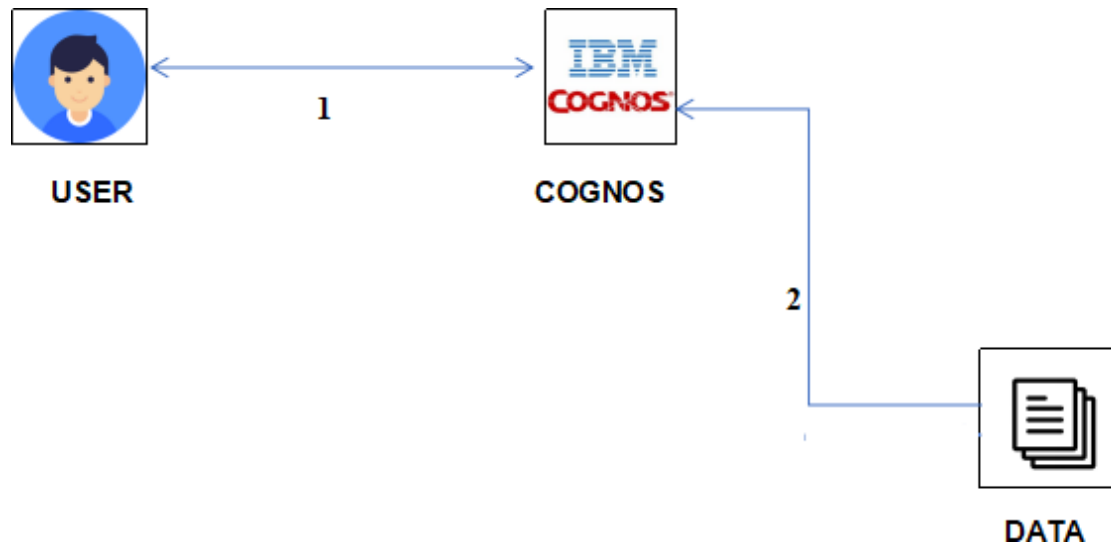 IBM
COGNOS
1
USER
COGNOS
2
DATA